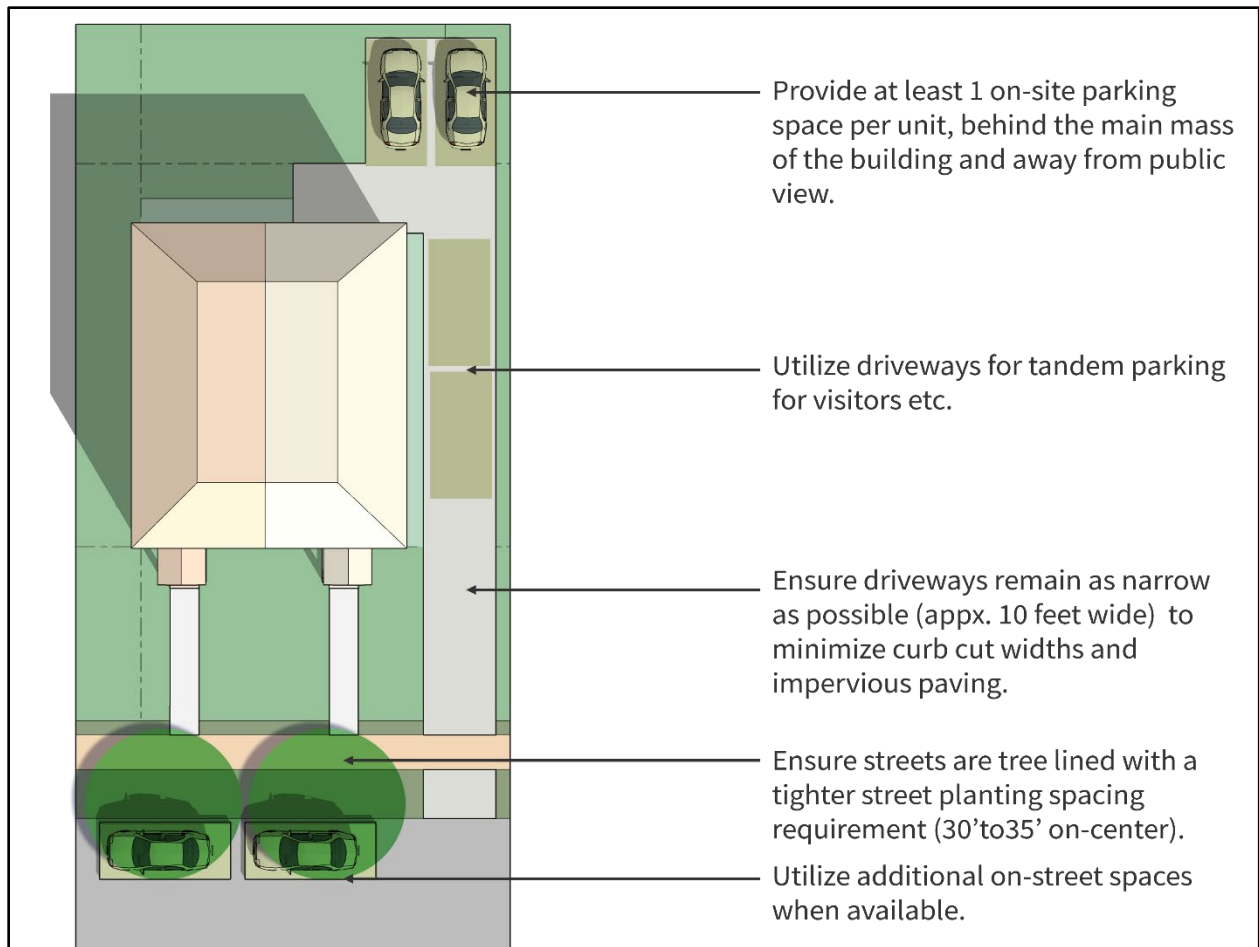 Provide at least 1 on-site parking
space per unit, behind the main mass
of the building and away from public
view.
Utilize driveways for tandem parking
for visitors etc.
Ensure driveways remain as narrow
as possible (appx. 10 feet wide)  to
minimize curb cut widths and
impervious paving.
Ensure streets are tree lined with a
tighter street planting spacing
requirement (30’to35’ on-center).
Utilize additional on-street spaces
when available.